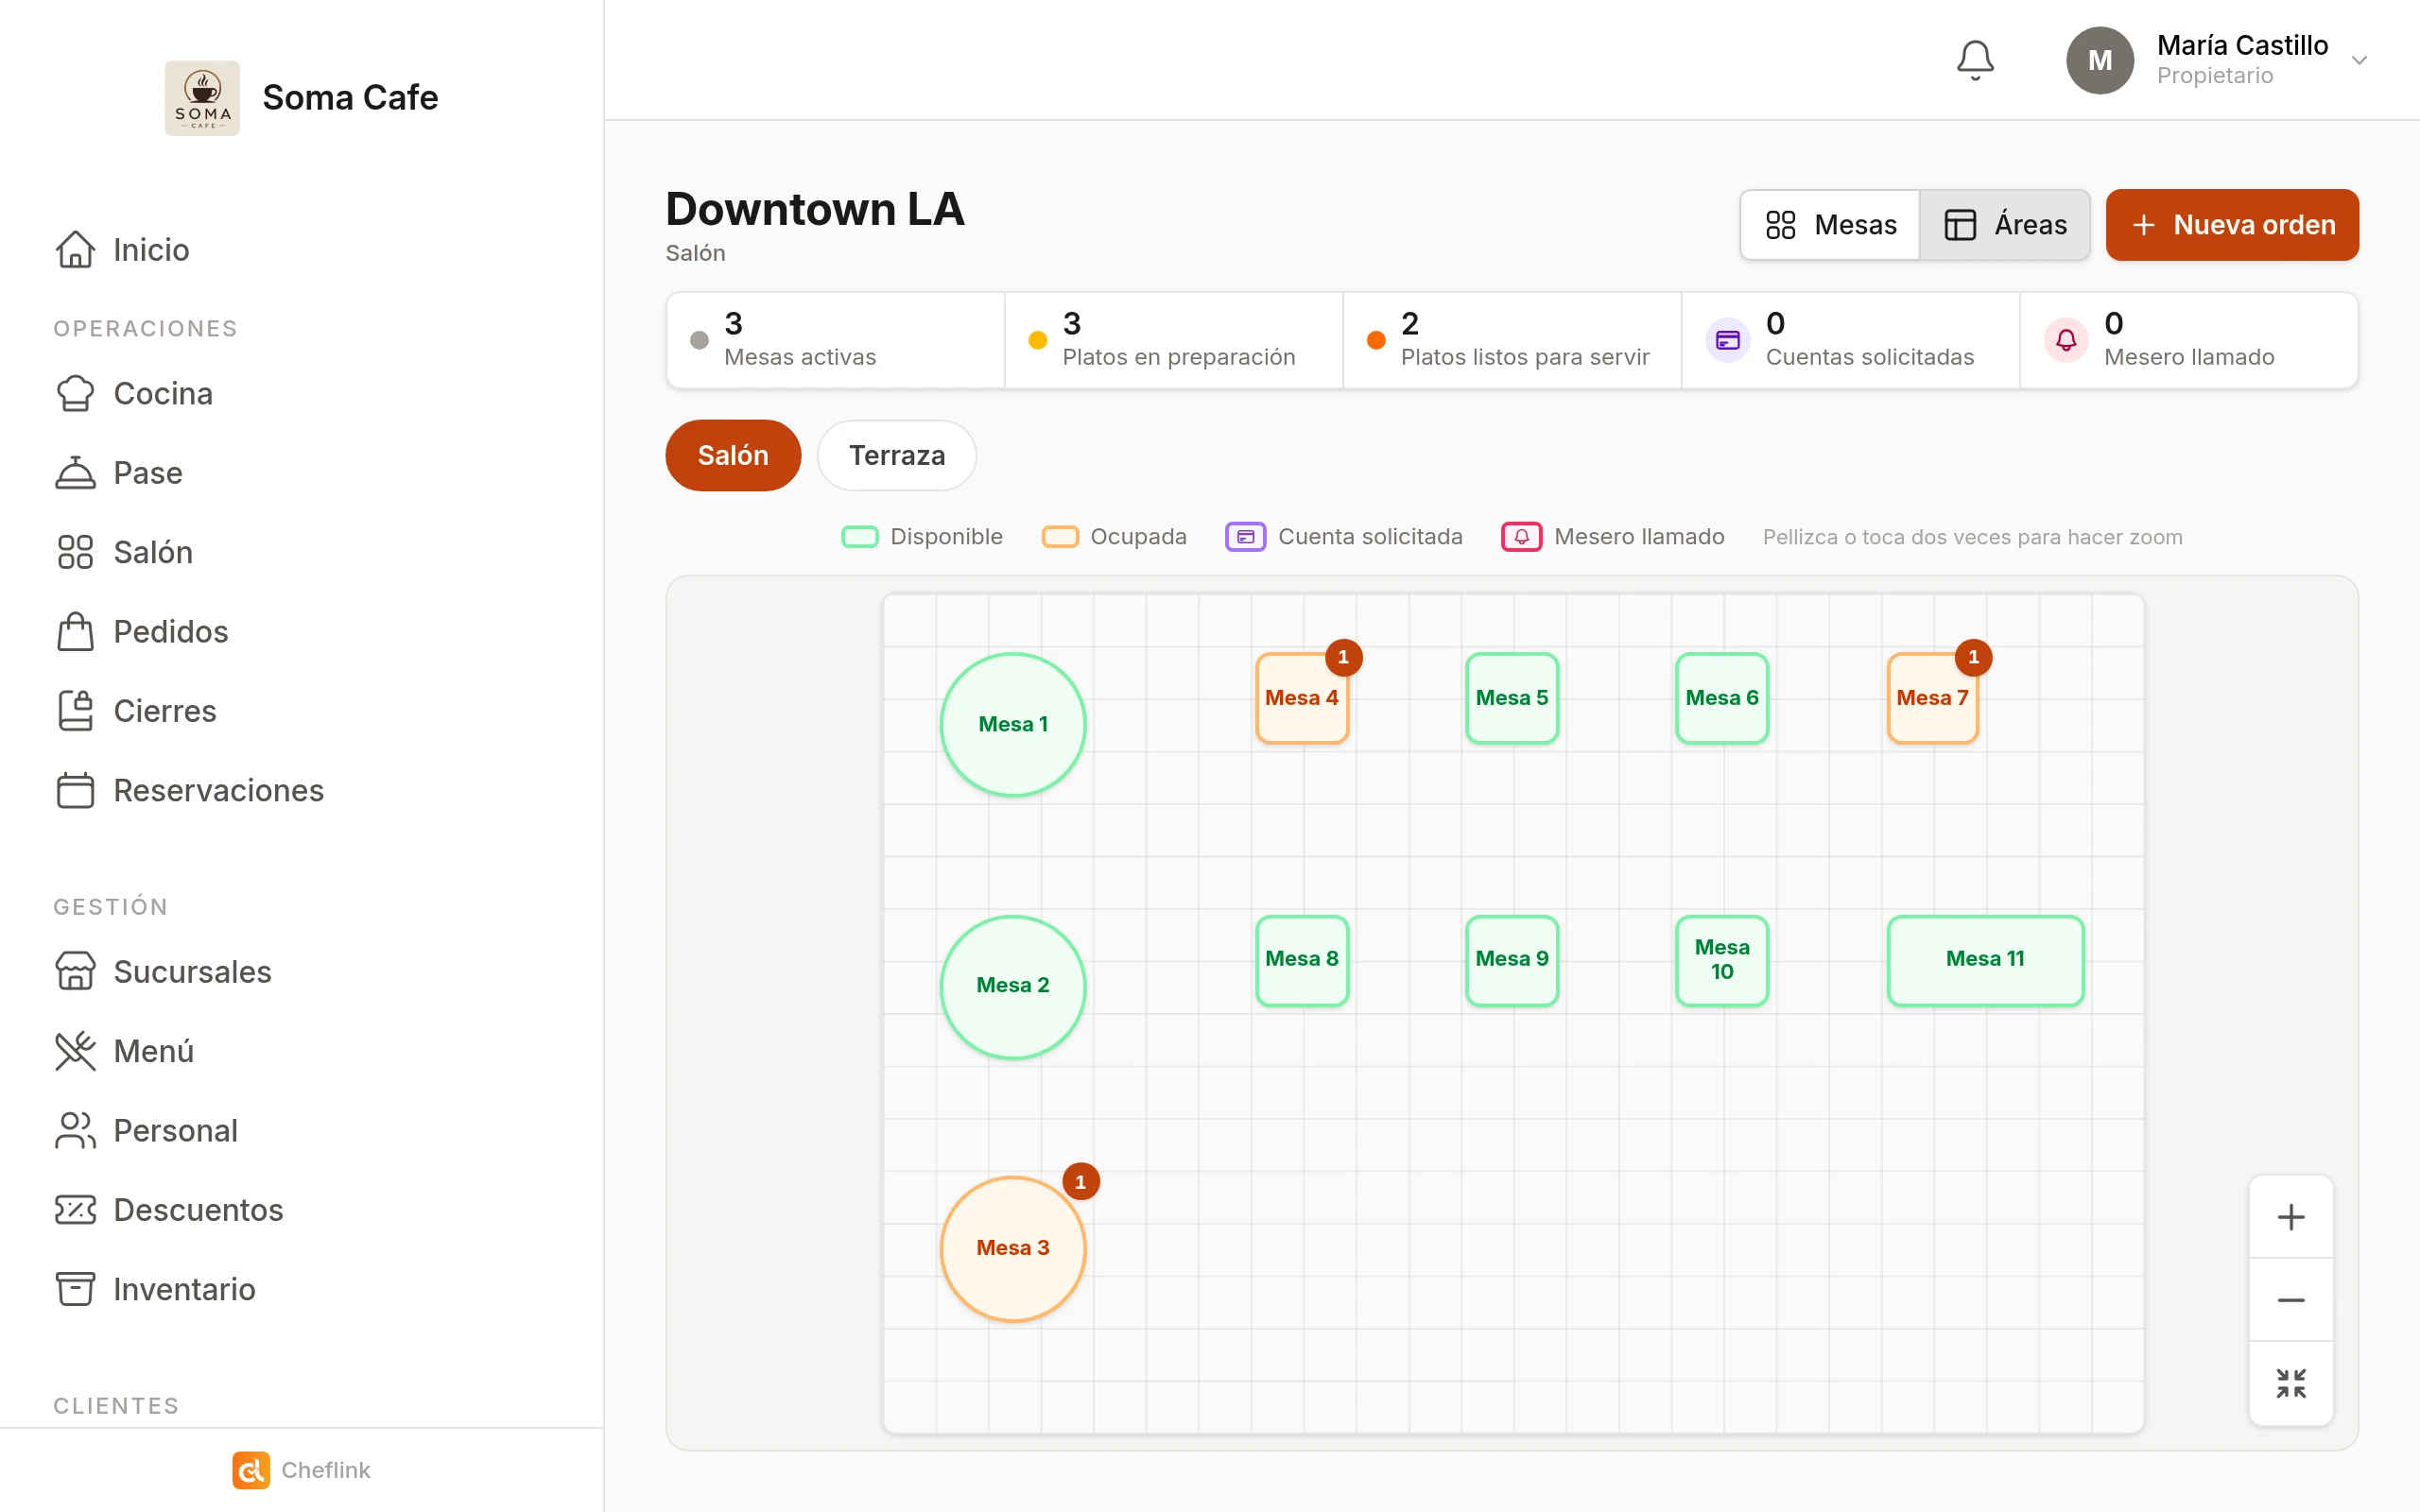 SOMA
CAFE
Soma Cafe
Inicio
OPERACIONES
Cocina
Pase
Salón
Pedidos
Cierres
Reservaciones
GESTIÓN
Sucursales
Menú
Personal
Descuentos
Inventario
CLIENTES
Cheflink
M
María Castillo
Propietario
Downtown LA
Salón
Mesas
Áreas
Nueva orden
3
Mesas activas
3
Platos en preparación
2
Platos listos para servir
0
Cuentas solicitadas
0
Mesero llamado
Salón
Terraza
Disponible
Ocupada
Cuenta solicitada
Mesero llamado
Pellizca o toca dos veces para hacer zoom
Mesa 1
Mesa 4
1
Mesa 5
Mesa 6
Mesa 7
1
Mesa 2
Mesa 8
Mesa 9
Mesa
10
Mesa 11
Mesa 3
1